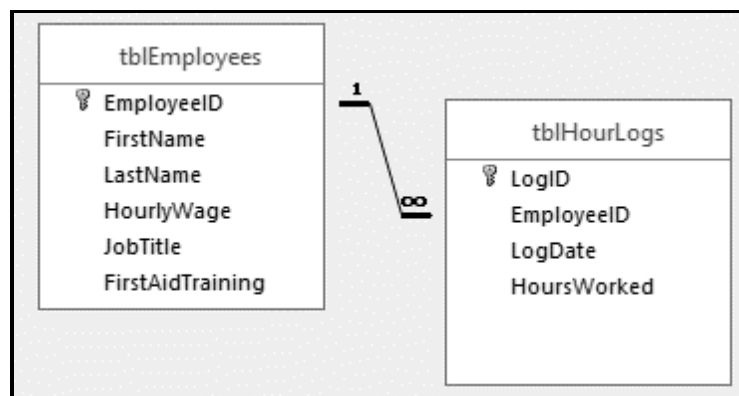 tblEmployees
EmployeeID
FirstName
LastName
HourlyWage
JobTitle
FirstAidTraining
1
∞
tblHourLogs
LogID
EmployeeID
LogDate
HoursWorked